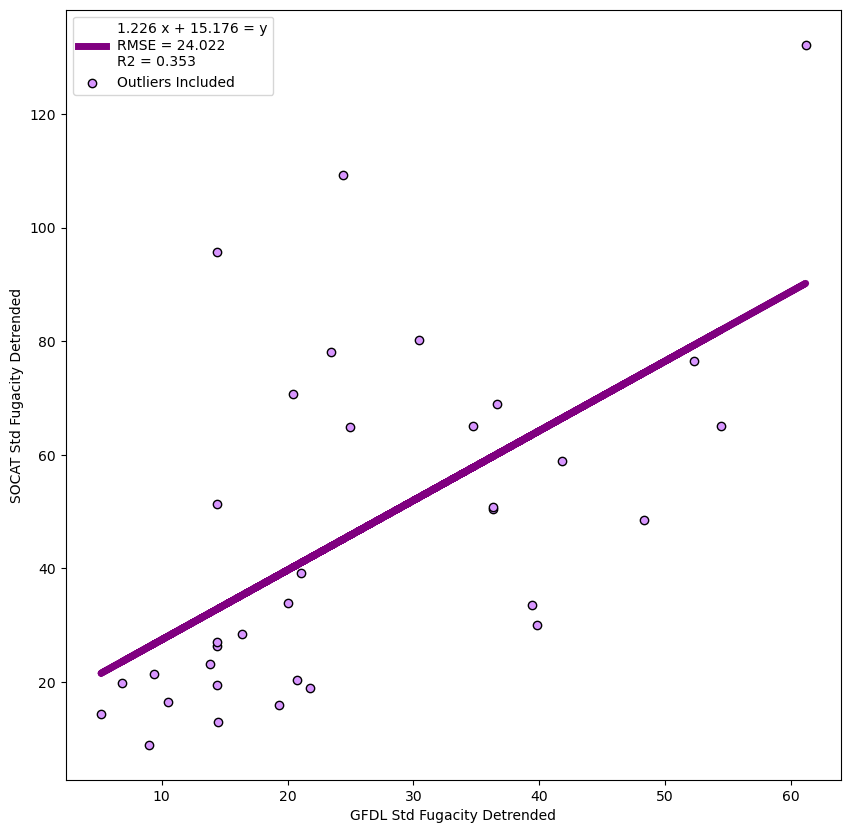 1.226 x + 15.176 = y
RMSE = 24.022
R2 = 0.353
Outliers Included
120
100
80
60
40
20
SOCAT Std Fugacity Detrended
10 20 30 40 50 60
GFDL Std Fugacity Detrended